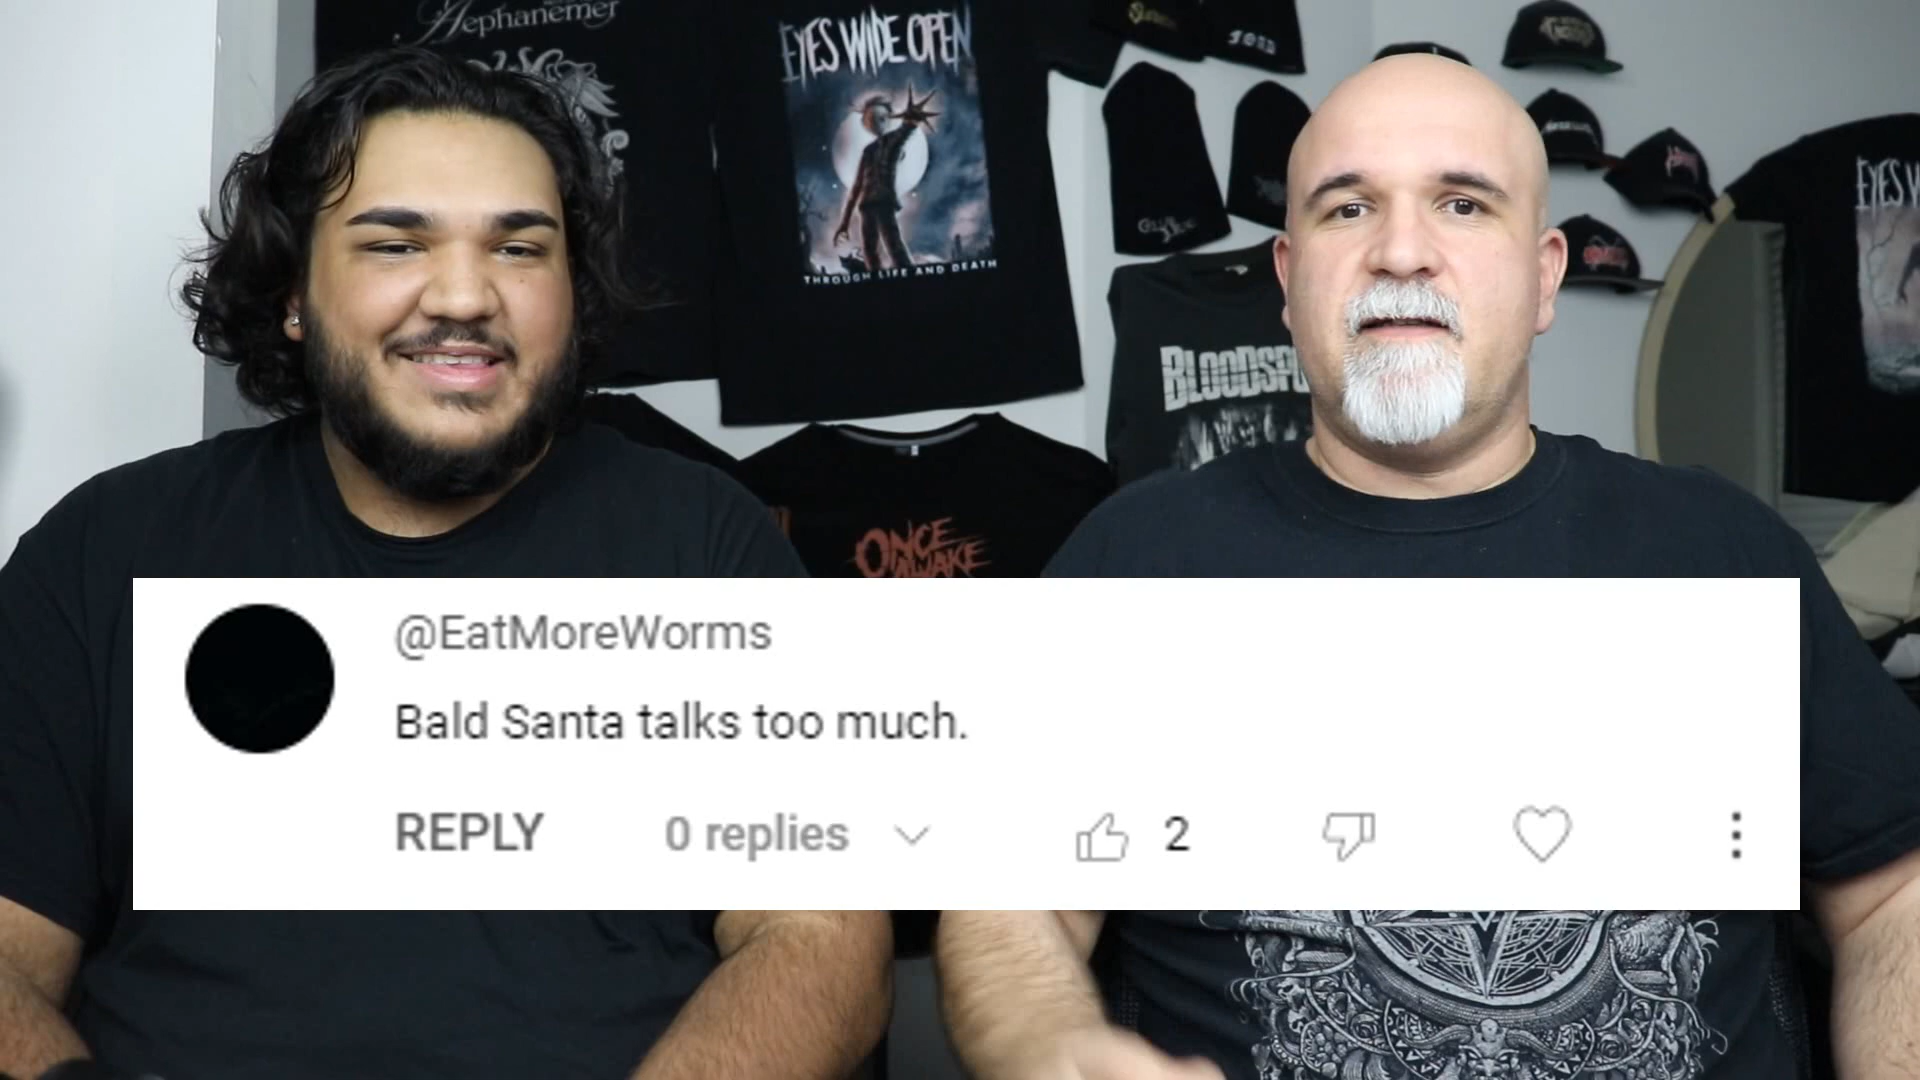 Aephanemer
EYES WIDE OPEN
THROUGH LIFE AND DEATH
BLOODSPO
ONCE
AWAKE
EYES W
@EatMoreWorms
Bald Santa talks too much.
REPLY 0 replies 2